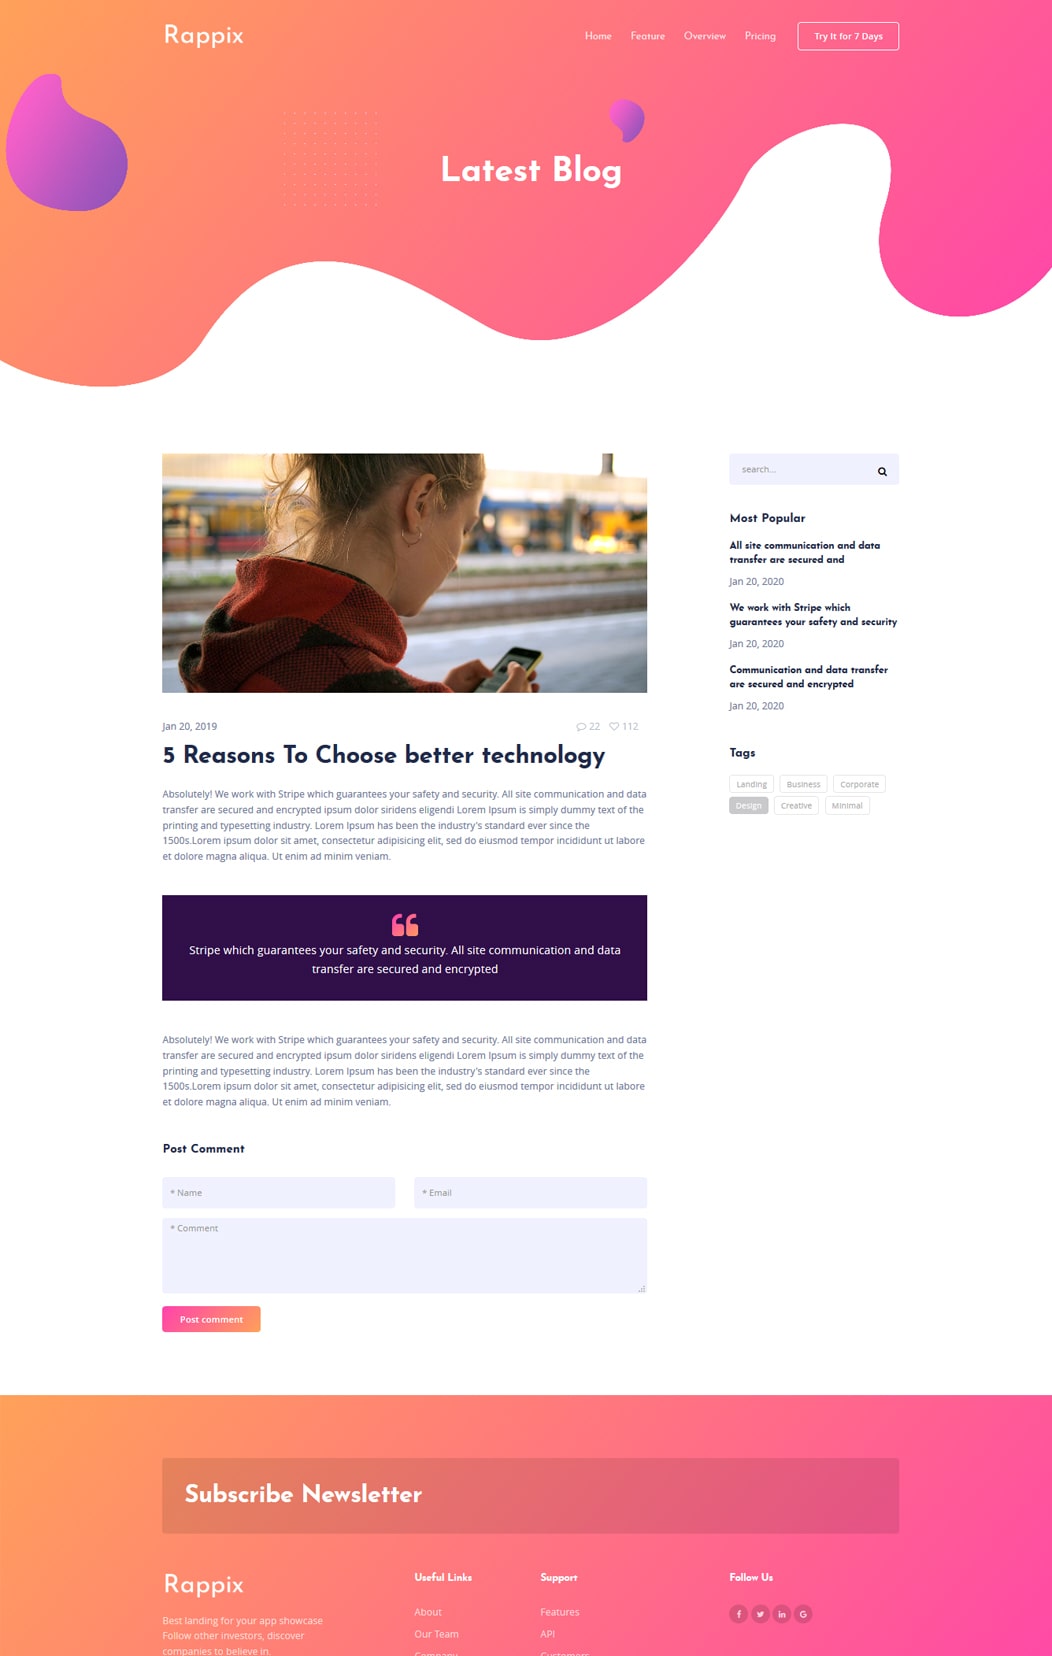 Rappix
Home Feature Overview Pricing Try It for 7 Days
Latest Blog
search...
Most Popular
All site communication and data
transfer are secured and
Jan 20, 2020
We work with Stripe which
guarantees your safety and security
Jan 20, 2020
Communication and data transfer
are secured and encrypted
Jan 20, 2020
Tags
Landing Business Corporate
Design Creative Minimal
Jan 20, 2019 22 112
5 Reasons To Choose better technology
Absolutely! We work with Stripe which guarantees your safety and security. All site communication and data
transfer are secured and encrypted ipsum dolor siridens eligendi Lorem Ipsum is simply dummy text of the
printing and typesetting industry. Lorem Ipsum has been the industry's standard ever since the
1500s.Lorem ipsum dolor sit amet, consectetur adipisicing elit, sed do eiusmod tempor incididunt ut labore
et dolore magna aliqua. Ut enim ad minim veniam.
Stripe which guarantees your safety and security. All site communication and data
transfer are secured and encrypted
Absolutely! We work with Stripe which guarantees your safety and security. All site communication and data
transfer are secured and encrypted ipsum dolor siridens eligendi Lorem Ipsum is simply dummy text of the
printing and typesetting industry. Lorem Ipsum has been the industry's standard ever since the
1500s.Lorem ipsum dolor sit amet, consectetur adipisicing elit, sed do eiusmod tempor incididunt ut labore
et dolore magna aliqua. Ut enim ad minim veniam.
Post Comment
* Name * Email
* Comment
Post comment
Subscribe Newsletter
Rappix
Best landing for your app showcase
Follow other investors, discover
companies to believe in.
Useful Links
About
Our Team
Company
Support
Features
API
Customers
Follow Us